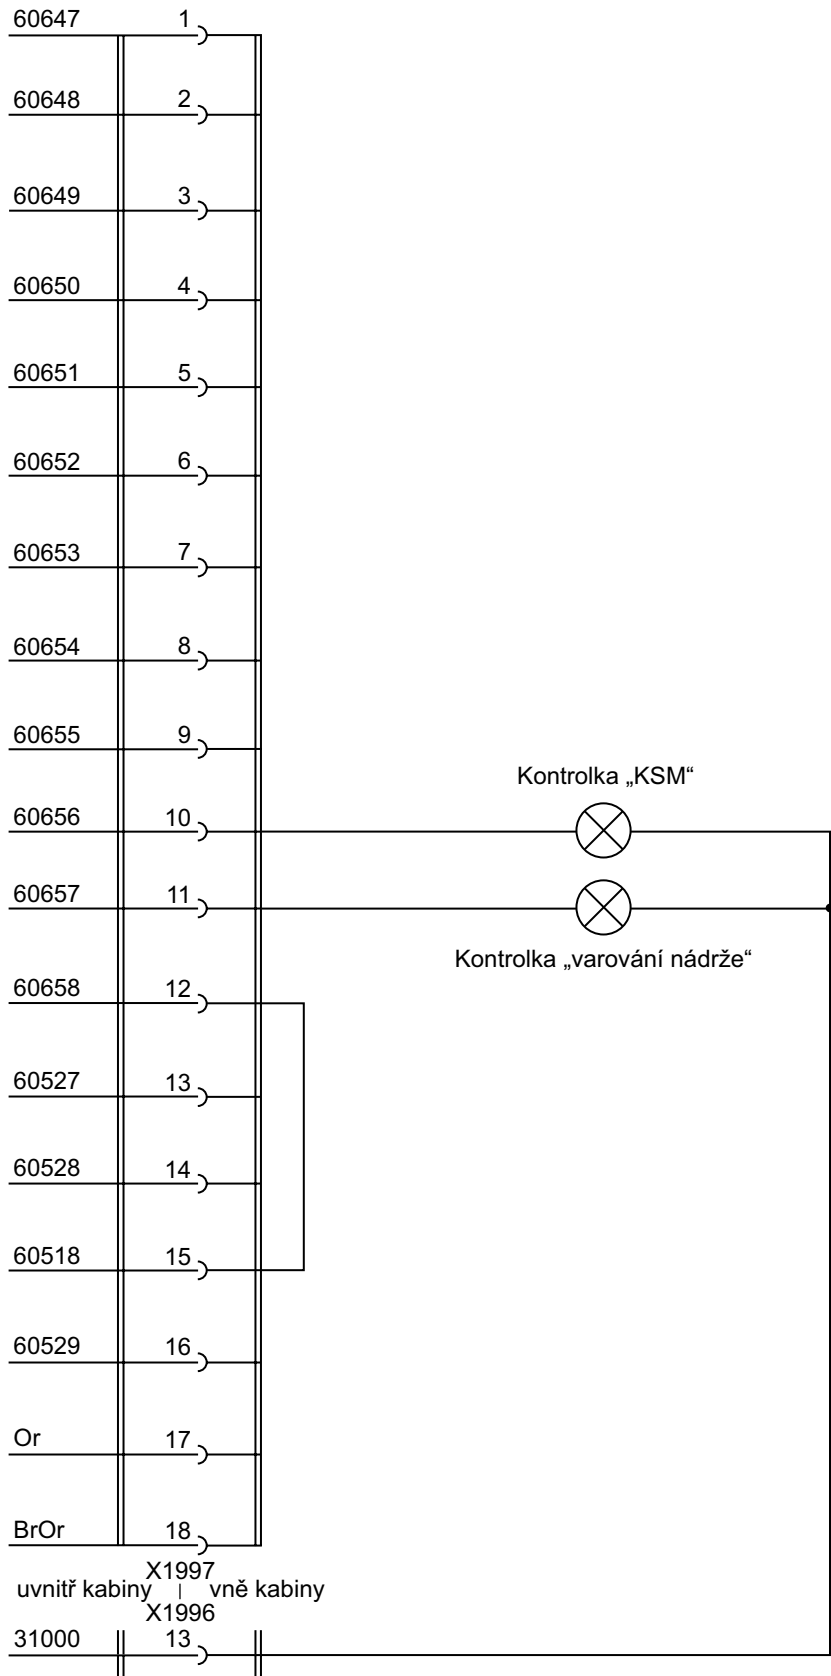 60647 1
60648 2
60649 3
60650 4
60651 5
60652 6
60653 7
60654 8
60655 9
Kontrolka „KSM“
60656 10
60657 11
Kontrolka „varování nádrže“
60658 12
60527 13
60528 14
60518 15
60529 16
Or 17
BrOr 18
X1997
uvnitř kabiny | vně kabiny
X1996
31000 13